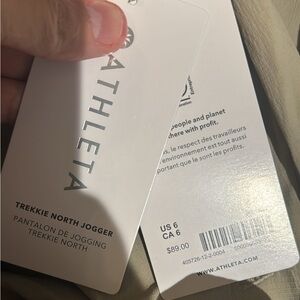 ATHLETA
TREKKIE NORTH JOGGER
PANTALON DE JOGGING
TREKKIE NORTH
people and planet
here with profit.
, le respect des travailleurs
environnement est tout aussi
portant que le sont les profits.
US 6
CA 6
$89.00
WWW.ATHLETA.COM